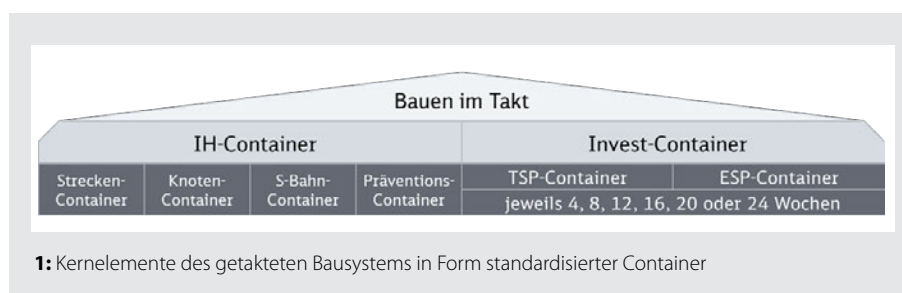 Bauen im Takt
IH-Container
Invest-Container
Strecken-
Container
Knoten-
Container
S-Bahn-
Container
Präventions-
Container
TSP-Container
ESP-Container
jeweils 4, 8, 12, 16, 20 oder 24 Wochen
1: Kernelemente des getakteten Bausystems in Form standardisierter Container